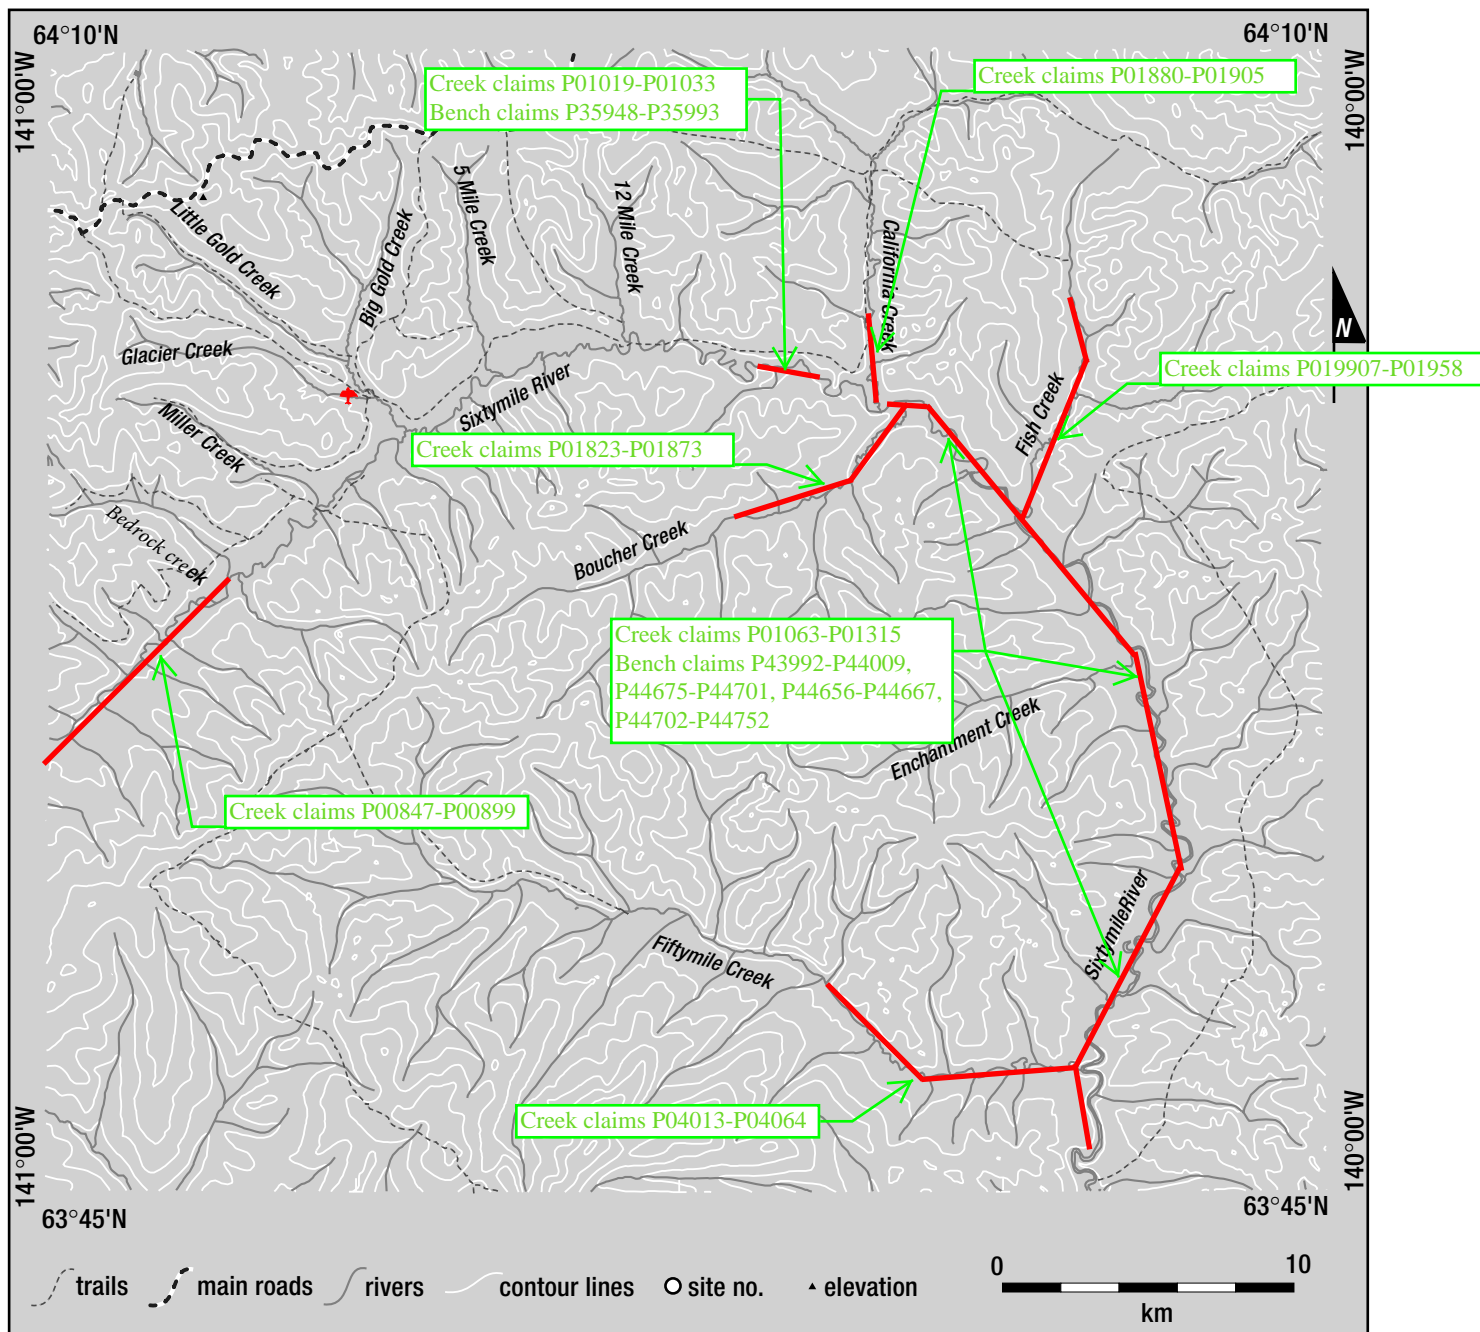 64°10'N
64°10'N
141°00'W
140°00'W
Creek claims P01019-P01033
Bench claims P35948-P35993
Creek claims P01880-P01905
Little Gold Creek
Big Gold Creek
5 Mile Creek
12 Mile Creek
California Creek
N
Glacier Creek
Sixtymile River
Creek claims P019907-P01958
Fish Creek
Miller Creek
Creek claims P01823-P01873
Bedrock creek
Boucher Creek
Creek claims P01063-P01315
Bench claims P43992-P44009,
P44675-P44701, P44656-P44667,
P44702-P44752
Enchantment Creek
Creek claims P00847-P00899
SixtymileRiver
Fiftymile Creek
Creek claims P04013-P04064
141°00'W
140°00'W
63°45'N
63°45'N
trails
main roads
rivers
contour lines
site no.
elevation
0
10
km